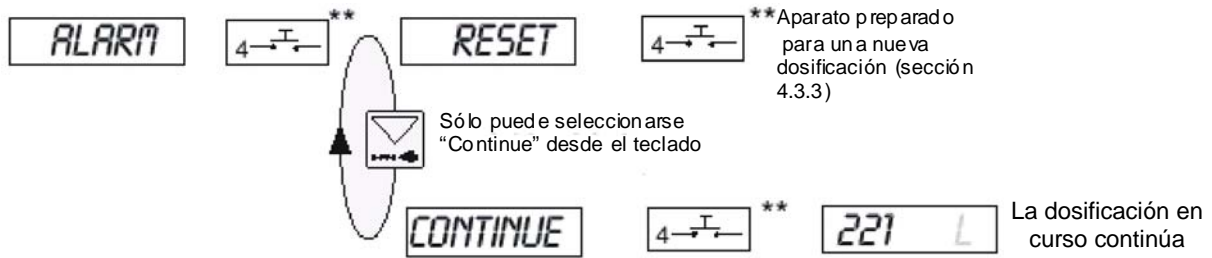 ALARM
4
**
RESET
4
**Aparato preparado
para una nueva
dosificación (sección
4.3.3)
Sólo puede seleccionarse
“Continue” desde el teclado
CONTINUE
4
**
221 L
La dosificación en
curso continúa